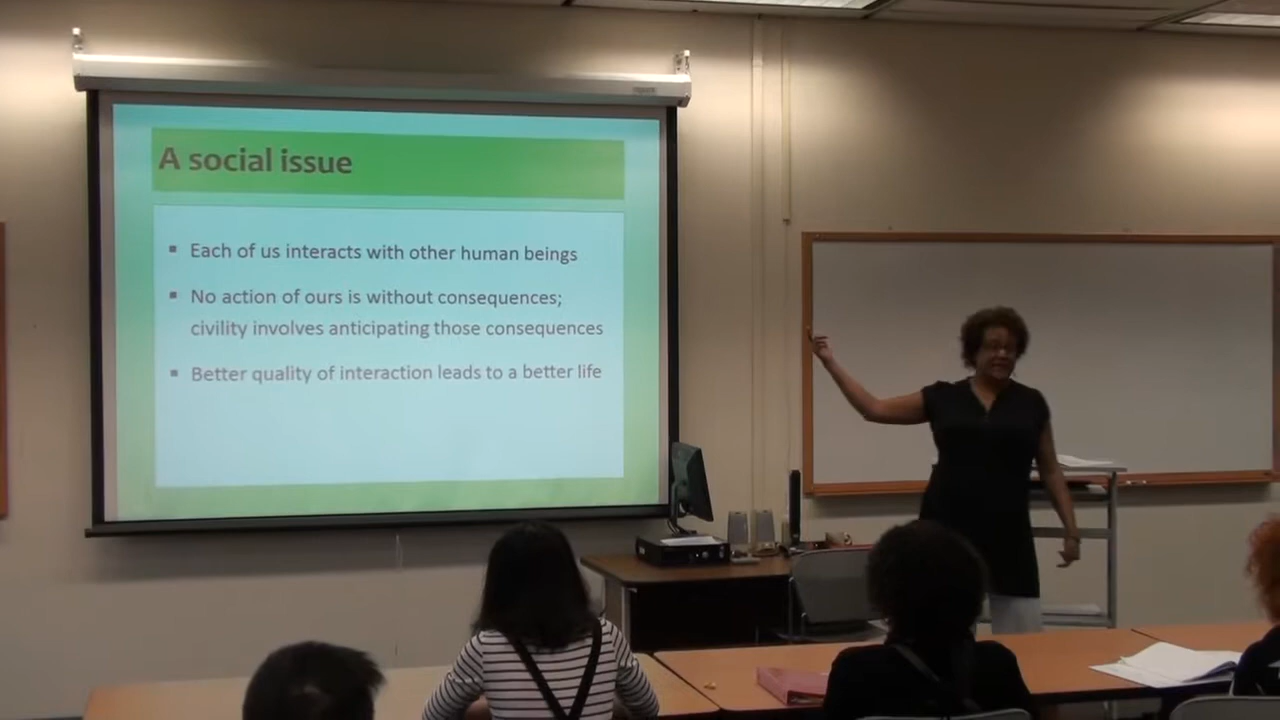 A social issue
▪ Each of us interacts with other human beings
▪ No action of ours is without consequences;
civility involves anticipating those consequences
▪ Better quality of interaction leads to a better life